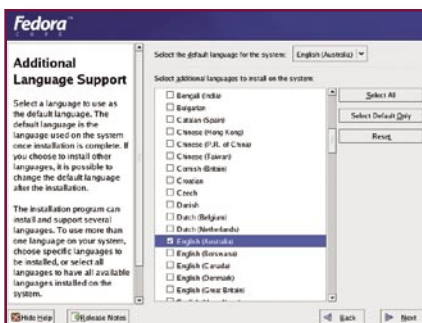 Fedora
CORE
Additional
Language Support
Select a language to use as
the default language. The
default language is the
language used on the system
once installation is complete. If
you choose to install other
languages, it is possible to
change the default language
after the installation.
The installation program can
install and support several
languages. To use more than
one language on your system,
choose specific languages to
be installed, or select all
languages to have all available
languages installed on the
system.
Select the default language for the system: English (Australia)
Select additional languages to install on the system:
Bengali (India)
Bulgarian
Catalan (Spain)
Chinese (Hong Kong)
Chinese (P.R. of China)
Chinese (Taiwan)
Cornish (Britain)
Croatian
Czech
Danish
Dutch (Belgium)
Dutch (Netherlands)
English (Australia)
English (Botswana)
English (Canada)
English (Denmark)
English (Great Britain)
Select All
Select Default Only
Reset
Hide Help
Release Notes
Back
Next